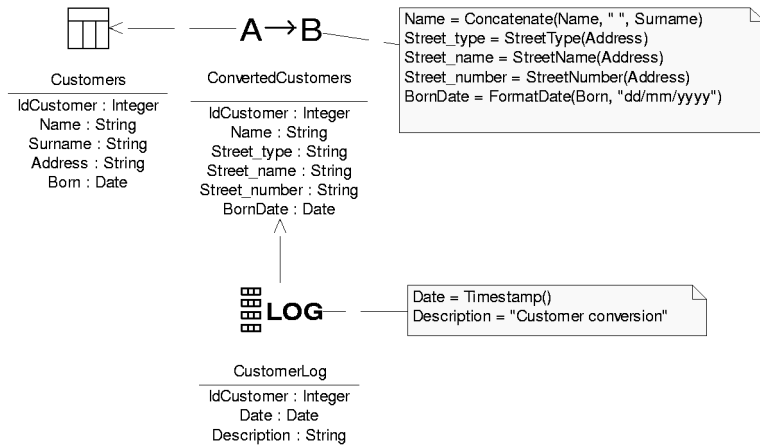 A→B
Name = Concatenate(Name, " ", Surname)
Street_type = StreetType(Address)
Street_name = StreetName(Address)
Street_number = StreetNumber(Address)
BornDate = FormatDate(Born, "dd/mm/yyyy")
Customers
IdCustomer : Integer
Name : String
Surname : String
Address : String
Born : Date
ConvertedCustomers
IdCustomer : Integer
Name : String
Street_type : String
Street_name : String
Street_number : String
BornDate : Date
LOG
Date = Timestamp()
Description = "Customer conversion"
CustomerLog
IdCustomer : Integer
Date : Date
Description : String